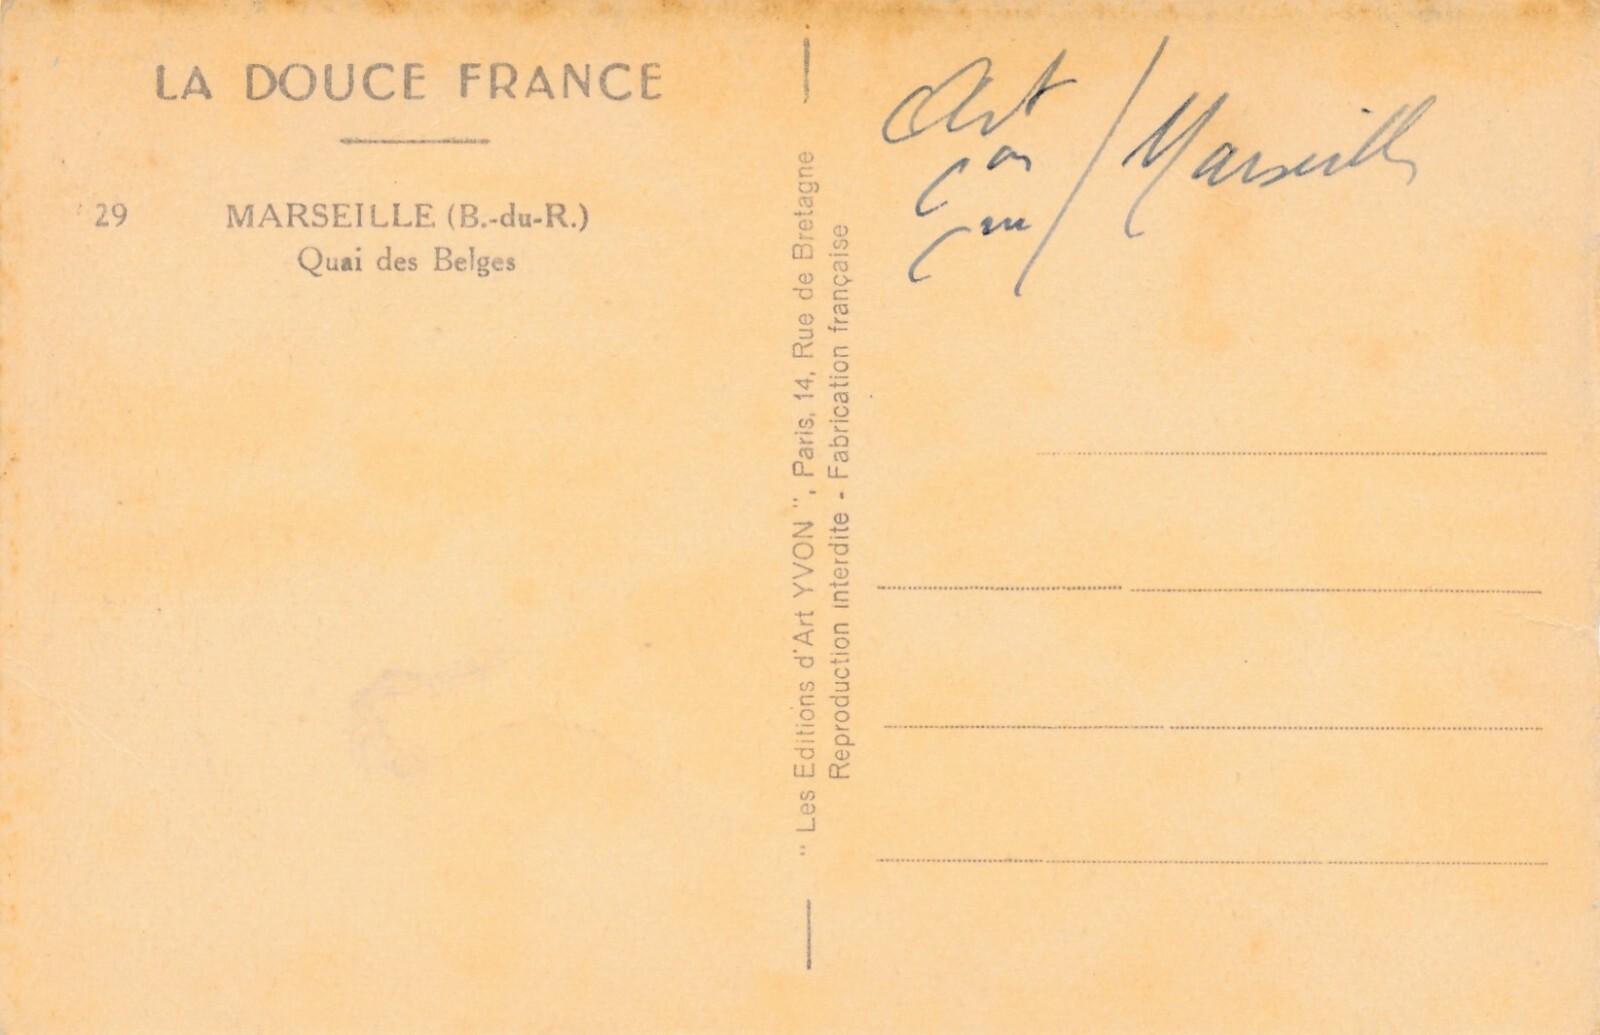 LA DOUCE FRANCE
29 MARSEILLE (B.-du-R.)
Quai des Belges
" Les Editions d'Art YVON ", Paris, 14, Rue de Bretagne
Reproduction interdite - Fabrication française
Art / Marseille